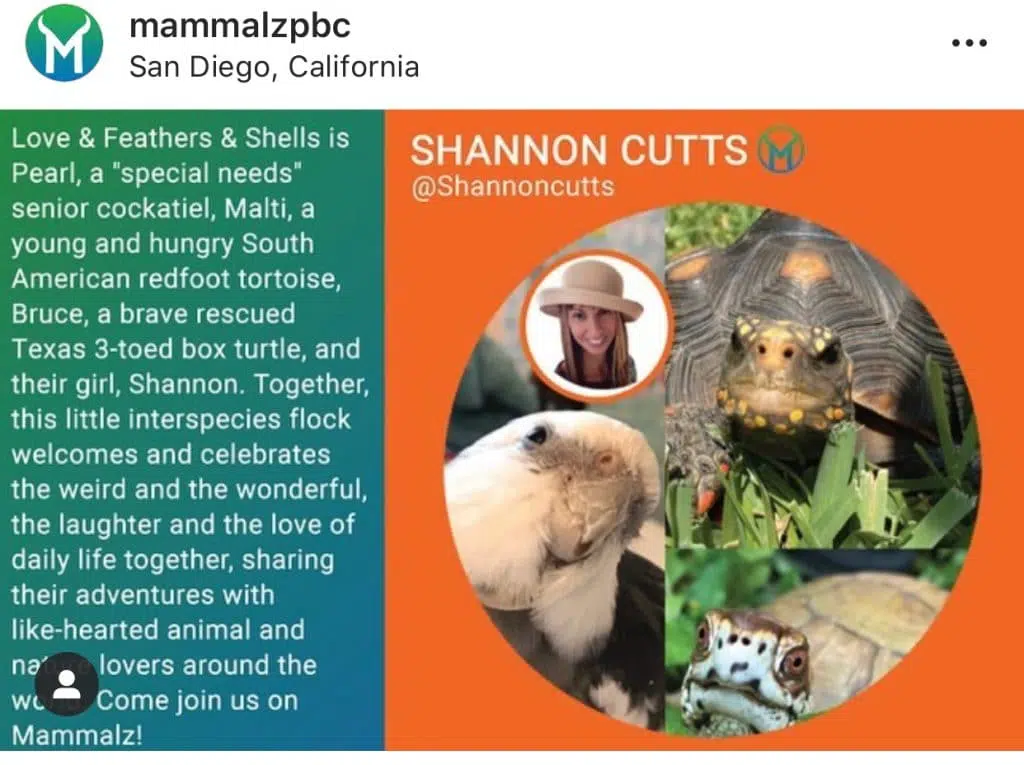 mammalzpbc
San Diego, California
Love & Feathers & Shells is
Pearl, a "special needs"
senior cockatiel, Malti, a
young and hungry South
American redfoot tortoise,
Bruce, a brave rescued
Texas 3-toed box turtle, and
their girl, Shannon. Together,
this little interspecies flock
welcomes and celebrates
the weird and the wonderful,
the laughter and the love of
daily life together, sharing
their adventures with
like-hearted animal and
lovers around the
Come join us on
Mammalz!
SHANNON CUTTS
@Shannoncutts